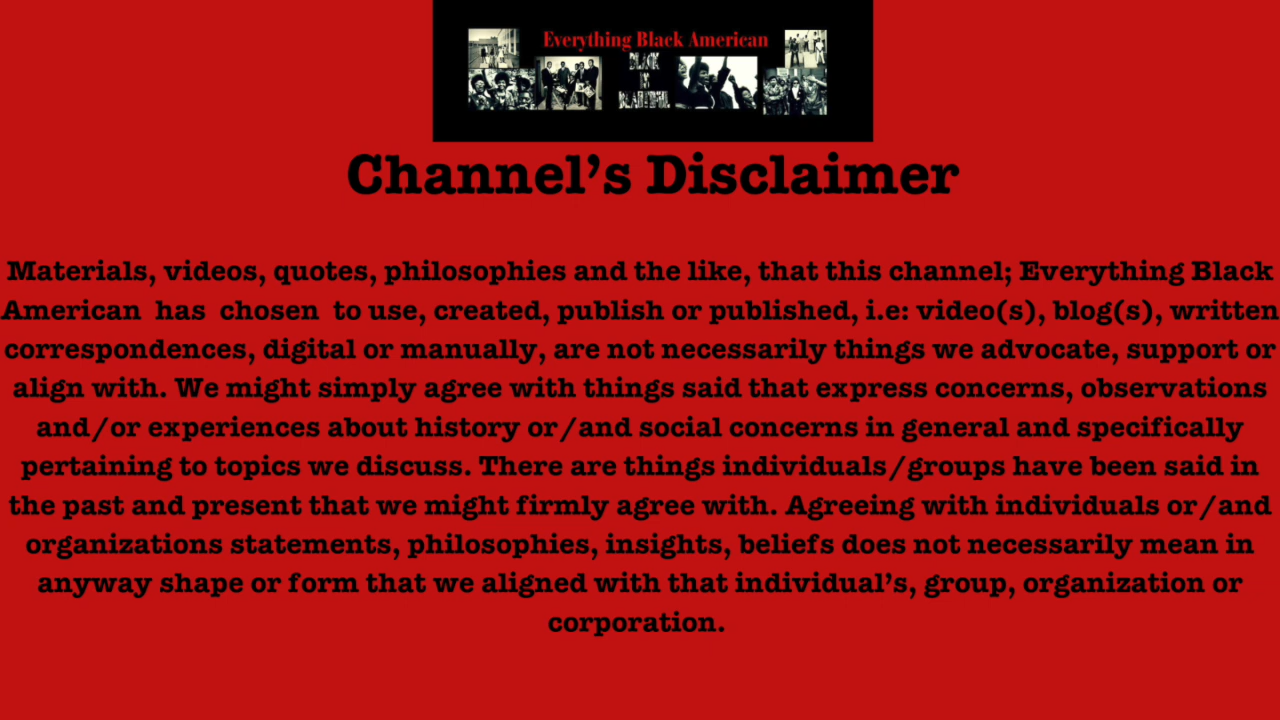 Everything Black American
BLACK
IS
BEAUTIFUL
Channel’s Disclaimer
Materials, videos, quotes, philosophies and the like, that this channel; Everything Black
American has chosen to use, created, publish or published, i.e: video(s), blog(s), written
correspondences, digital or manually, are not necessarily things we advocate, support or
align with. We might simply agree with things said that express concerns, observations
and/or experiences about history or/and social concerns in general and specifically
pertaining to topics we discuss. There are things individuals/groups have been said in
the past and present that we might firmly agree with. Agreeing with individuals or/and
organizations statements, philosophies, insights, beliefs does not necessarily mean in
anyway shape or form that we aligned with that individual’s, group, organization or
corporation.